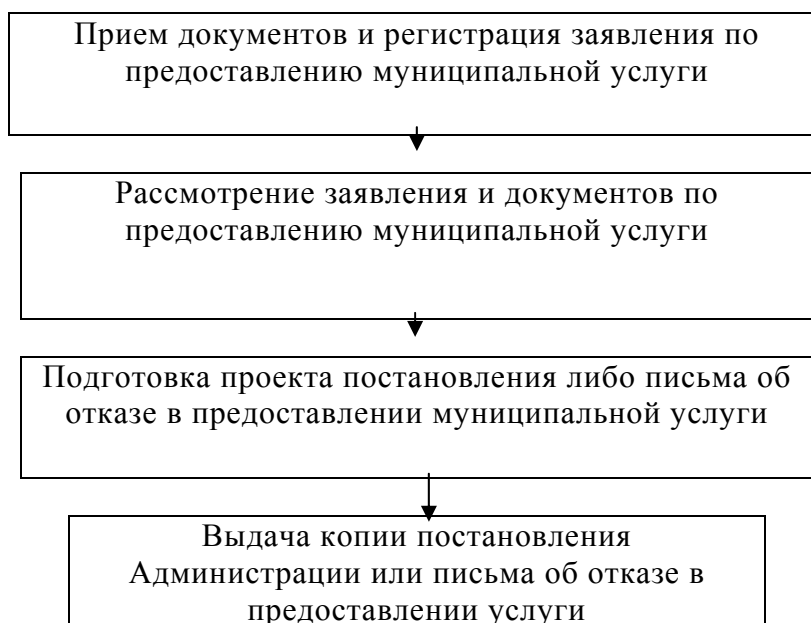 Прием документов и регистрация заявления по
предоставлению муниципальной услуги
Рассмотрение заявления и документов по
предоставлению муниципальной услуги
Подготовка проекта постановления либо письма об
отказе в предоставлении муниципальной услуги
Выдача копии постановления
Администрации или письма об отказе в
предоставлении услуги